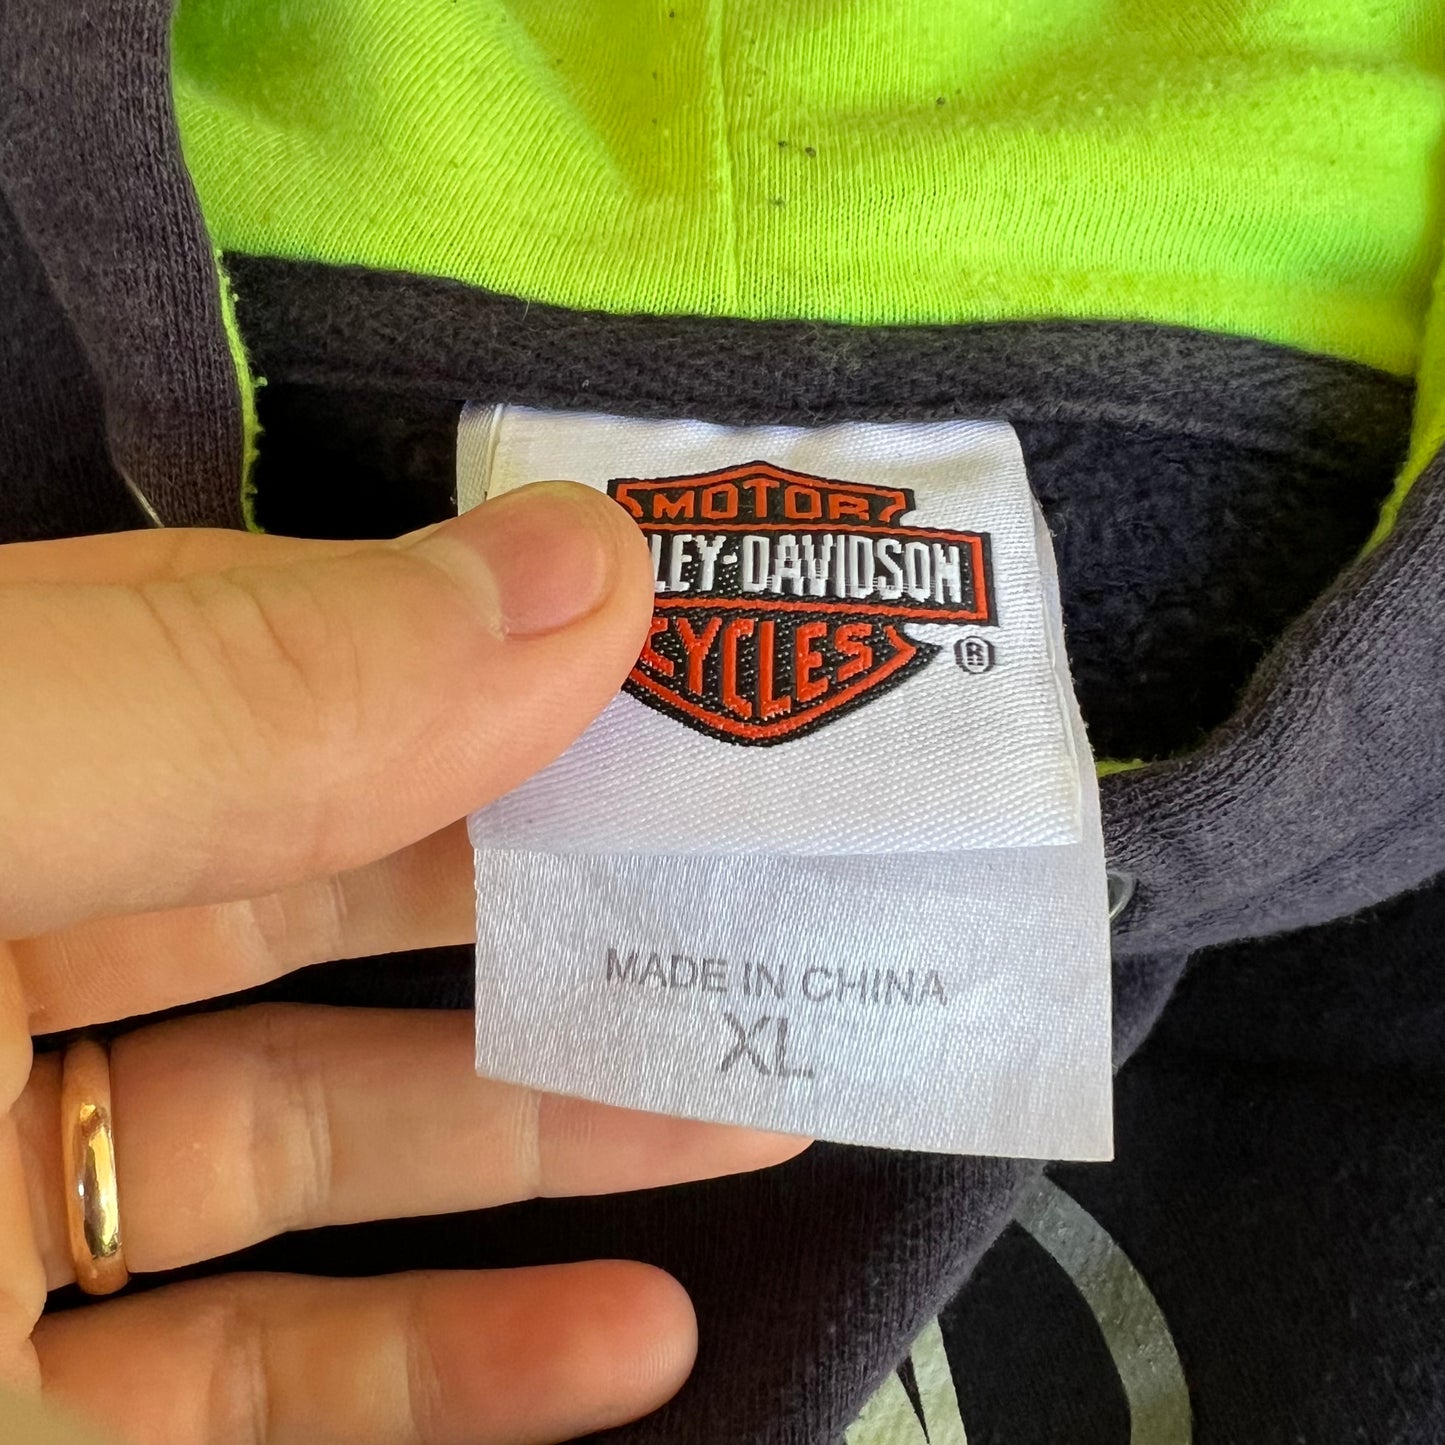 MOTOR
LEY-DAVIDSON
CYCLES
®
MADE IN CHINA
XL